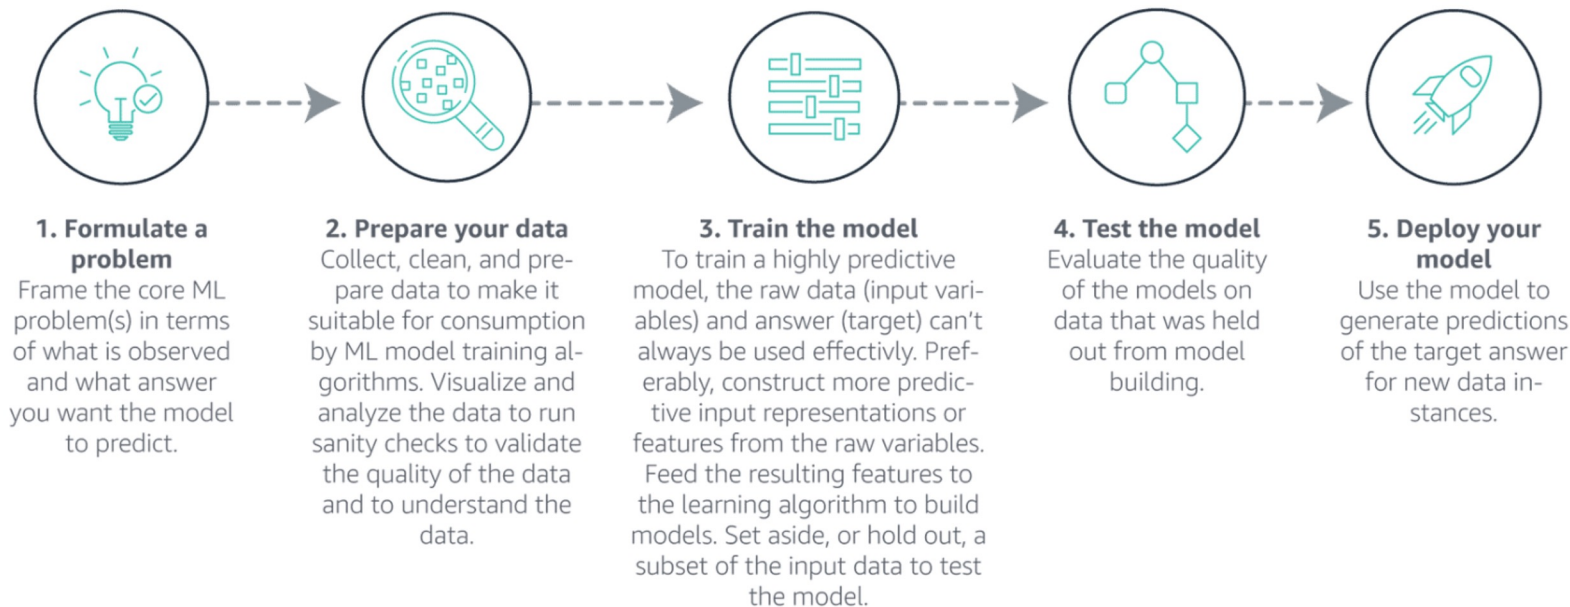 1. Formulate a
problem
Frame the core ML
problem(s) in terms
of what is observed
and what answer
you want the model
to predict.
2. Prepare your data
Collect, clean, and pre-
pare data to make it
suitable for consumption
by ML model training al-
gorithms. Visualize and
analyze the data to run
sanity checks to validate
the quality of the data
and to understand the
data.
3. Train the model
To train a highly predictive
model, the raw data (input vari-
ables) and answer (target) can't
always be used effectivly. Pref-
erably, construct more predic-
tive input representations or
features from the raw variables.
Feed the resulting features to
the learning algorithm to build
models. Set aside, or hold out, a
subset of the input data to test
the model.
4. Test the model
Evaluate the quality
of the models on
data that was held
out from model
building.
5. Deploy your
model
Use the model to
generate predictions
of the target answer
for new data in-
stances.